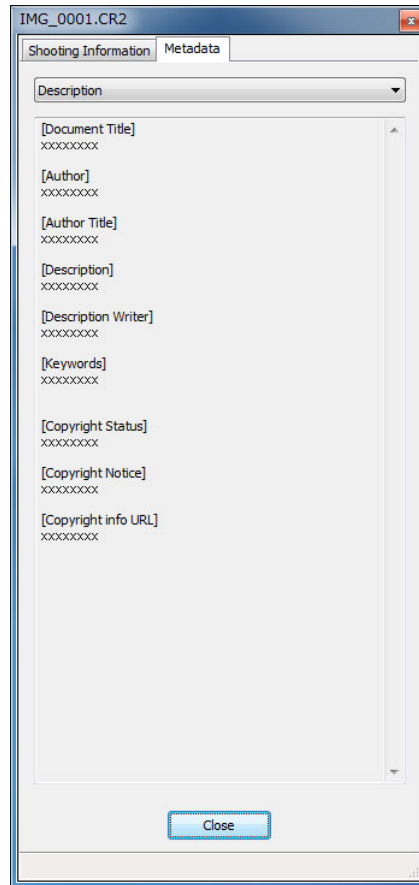 IMG_0001.CR2
Shooting Information Metadata
Description
[Document Title]
xxxxxxxx
[Author]
xxxxxxxx
[Author Title]
xxxxxxxx
[Description]
xxxxxxxx
[Description Writer]
xxxxxxxx
[Keywords]
xxxxxxxx
[Copyright Status]
xxxxxxxx
[Copyright Notice]
xxxxxxxx
[Copyright info URL]
xxxxxxxx
Close